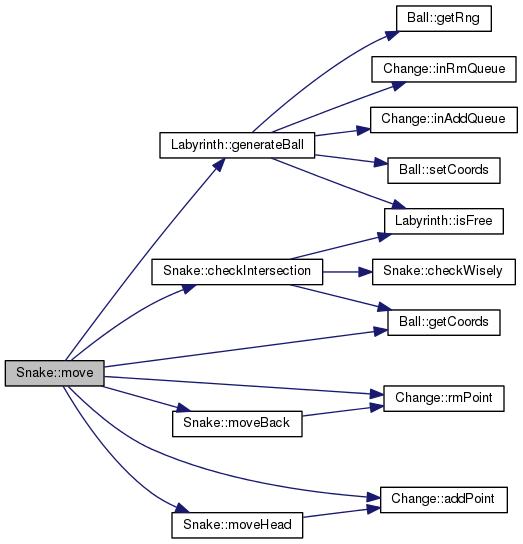 Ball::getRng
Change::inRmQueue
Change::inAddQueue
Labyrinth::generateBall
Ball::setCoords
Labyrinth::isFree
Snake::checkIntersection
Snake::checkWisely
Ball::getCoords
Snake::move
Change::rmPoint
Snake::moveBack
Change::addPoint
Snake::moveHead